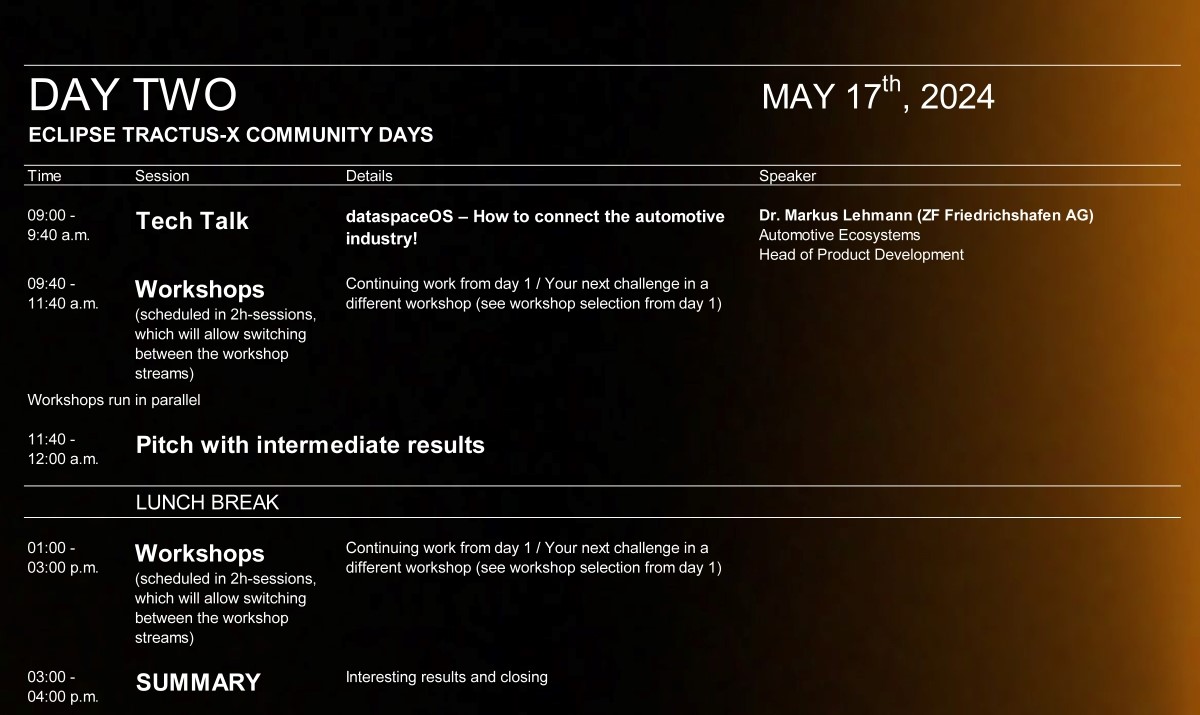 DAY TWO
MAY 17th, 2024
ECLIPSE TRACTUS-X COMMUNITY DAYS
Time Session Details Speaker
09:00 -
9:40 a.m.
Tech Talk
dataspaceOS – How to connect the automotive
industry!
Dr. Markus Lehmann (ZF Friedrichshafen AG)
Automotive Ecosystems
Head of Product Development
09:40 -
11:40 a.m.
Workshops
(scheduled in 2h-sessions,
which will allow switching
between the workshop
streams)
Continuing work from day 1 / Your next challenge in a
different workshop (see workshop selection from day 1)
Workshops run in parallel
11:40 -
12:00 a.m.
Pitch with intermediate results
LUNCH BREAK
01:00 -
03:00 p.m.
Workshops
(scheduled in 2h-sessions,
which will allow switching
between the workshop
streams)
Continuing work from day 1 / Your next challenge in a
different workshop (see workshop selection from day 1)
03:00 -
04:00 p.m.
SUMMARY
Interesting results and closing